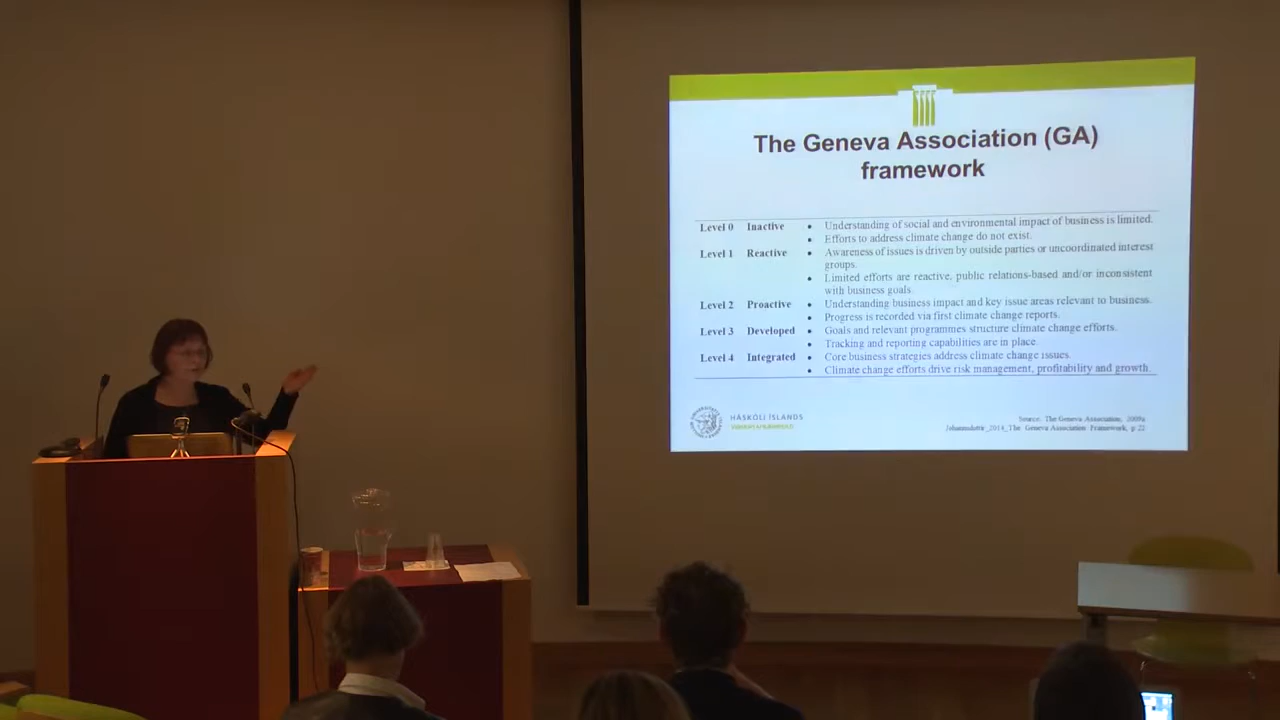 The Geneva Association (GA)
framework
Level 0 Inactive • Understanding of social and environmental impact of business is limited.
• Efforts to address climate change do not exist.
Level 1 Reactive • Awareness of issues is driven by outside parties or uncoordinated interest
groups.
• Limited efforts are reactive, public relations-based and/or inconsistent
with business goals.
Level 2 Proactive • Understanding business impact and key issue areas relevant to business.
• Progress is recorded via first climate change reports.
Level 3 Developed • Goals and relevant programmes structure climate change efforts.
• Tracking and reporting capabilities are in place.
Level 4 Integrated • Core business strategies address climate change issues.
• Climate change efforts drive risk management, profitability and growth.
HÁSKÓLI ÍSLANDS
Source: The Geneva Association, 2009a
2014_The Geneva Association Framework, p 22